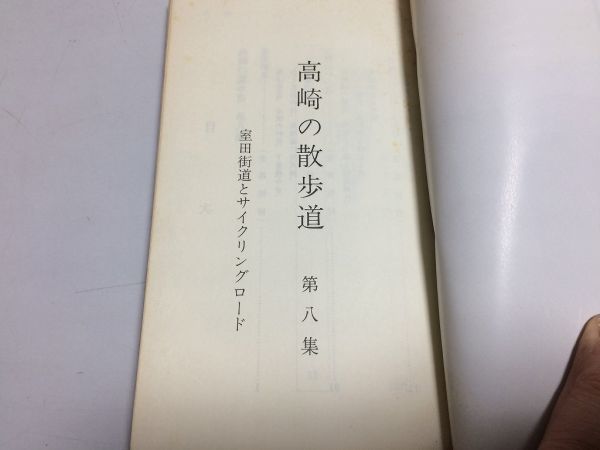 高崎の散歩道 第八集
室田街道とサイクリングロード